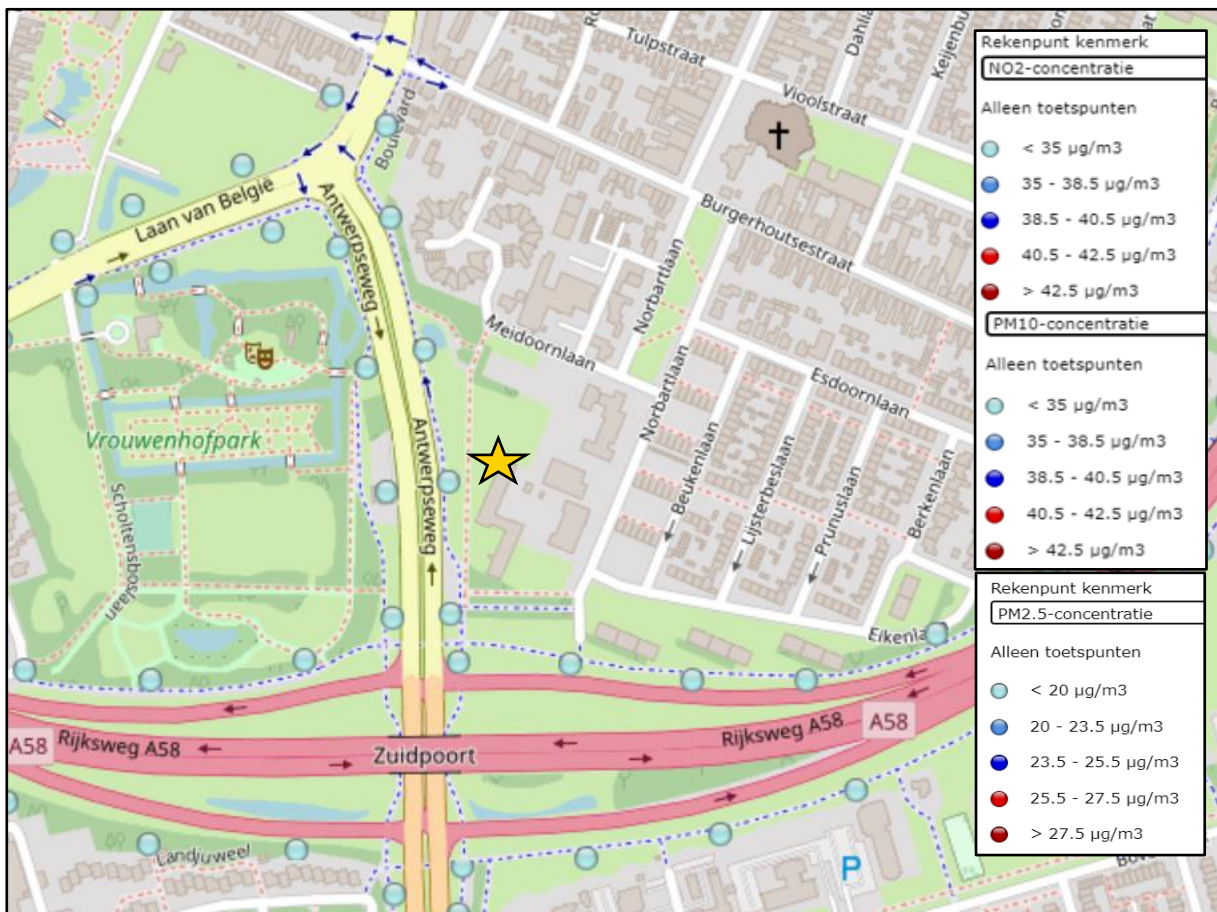 Tulpstraat
Dahlia
Keijenbu
Vioolstraat
Boulevard
Laan van België
Antwerpseweg
Burgerhoutsestraat
Norbartlaan
Meidoornlaan
Esdoornlaan
Vrouwenhofpark
Antwerpseweg
Norbartlaan
Beukenlaan
Lijsterbeslaan
Prunuslaan
Berkenlaan
Scholtensboslaan
Eikenla
A58
Rijksweg A58
Zuidpoort
Rijksweg A58
A58
Landjuweel
P
Bov
Rekenpunt kenmerk
NO2-concentratie
Alleen toetspunten
< 35 µg/m3
35 - 38.5 µg/m3
38.5 - 40.5 µg/m3
40.5 - 42.5 µg/m3
> 42.5 µg/m3
PM10-concentratie
Alleen toetspunten
< 35 µg/m3
35 - 38.5 µg/m3
38.5 - 40.5 µg/m3
40.5 - 42.5 µg/m3
> 42.5 µg/m3
Rekenpunt kenmerk
PM2.5-concentratie
Alleen toetspunten
< 20 µg/m3
20 - 23.5 µg/m3
23.5 - 25.5 µg/m3
25.5 - 27.5 µg/m3
> 27.5 µg/m3